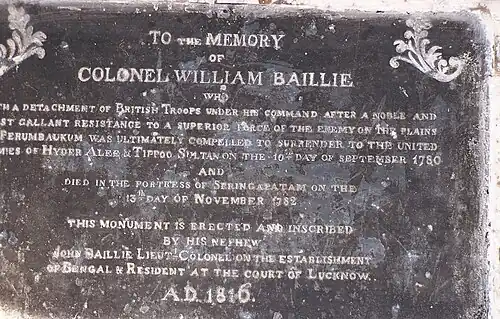 TO THE MEMORY
OF
COLONEL WILLIAM BAILLIE
WHO
A DETACHMENT OF BRITISH TROOPS UNDER HIS COMMAND AFTER A NOBLE AND
GALLANT RESISTANCE TO A SUPERIOR FORCE OF THE ENEMY ON THE PLAINS
PERUMBAUKUM WAS ULTIMATELY COMPELLED TO SURRENDER TO THE UNITED
OF HYDER ALEE & TIPPOO SULTAN ON THE 10TH DAY OF SEPTEMBER 1780
AND
DIED IN THE FORTRESS OF SERINGAPATAM ON THE
13TH DAY OF NOVEMBER 1782
THIS MONUMENT IS ERECTED AND INSCRIBED
BY HIS NEPHEW
JOHN BAILLIE LIEUT-COLONEL ON THE ESTABLISHMENT
OF BENGAL & RESIDENT AT THE COURT OF LUCKNOW.
A.D. 1816.